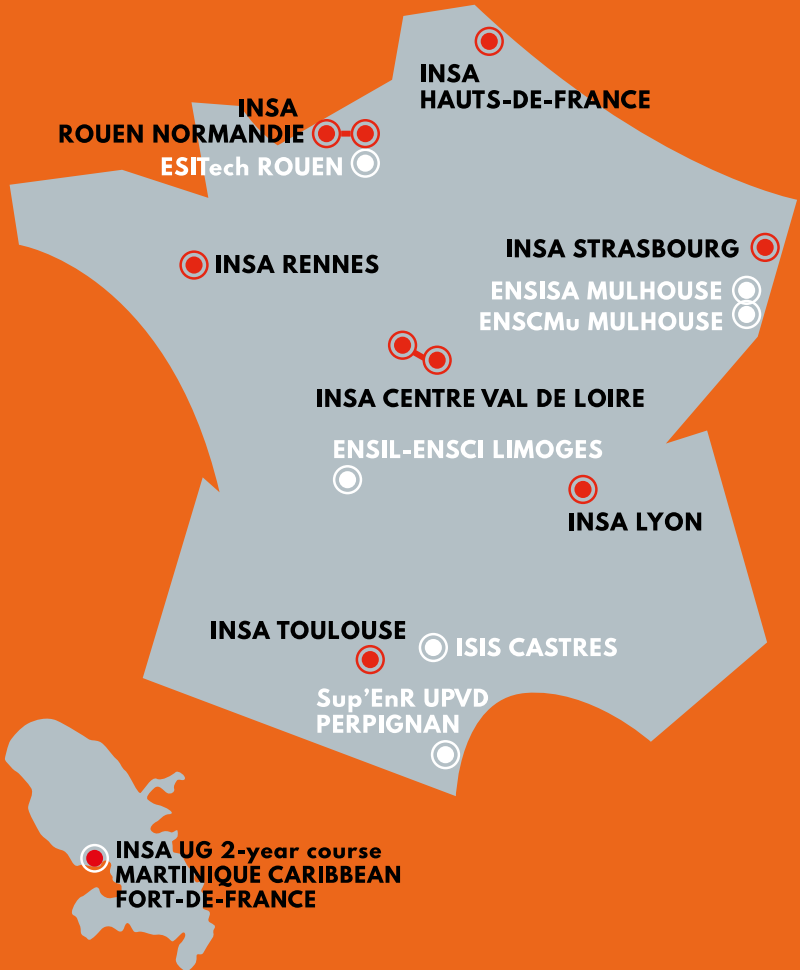 INSA
HAUTS-DE-FRANCE
INSA
ROUEN NORMANDIE
ESITech ROUEN
INSA STRASBOURG
INSA RENNES
ENSISA MULHOUSE
ENSCMu MULHOUSE
INSA CENTRE VAL DE LOIRE
ENSIL-ENSCI LIMOGES
INSA LYON
INSA TOULOUSE
ISIS CASTRES
Sup'EnR UPVD
PERPIGNAN
INSA UG 2-year course
MARTINIQUE CARIBBEAN
FORT-DE-FRANCE